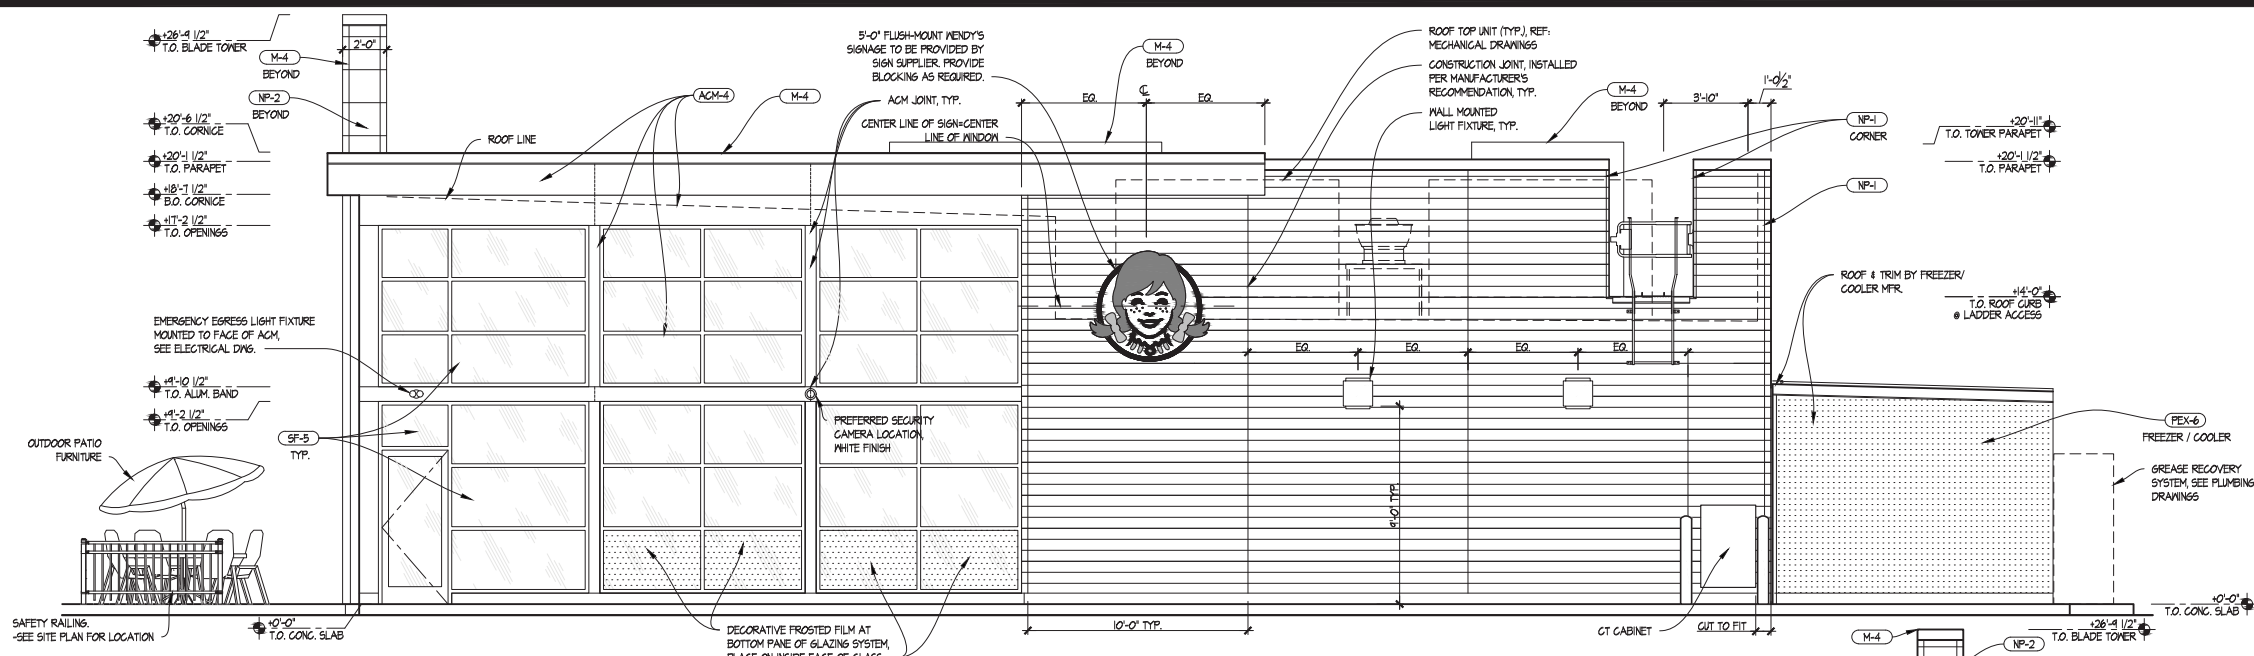 +26'-9 1/2"
T.O. BLADE TOWER
2'-0"
M-4
BEYOND
NP-2
BEYOND
+20'-6 1/2"
T.O. CORNICE
+20'-1 1/2"
T.O. PARAPET
+18'-7 1/2"
B.O. CORNICE
+17'-2 1/2"
T.O. OPENINGS
ROOF LINE
ACM-4
M-4
5'-0" FLUSH-MOUNT WENDY'S
SIGNAGE TO BE PROVIDED BY
SIGN SUPPLIER. PROVIDE
BLOCKING AS REQUIRED.
ACM JOINT, TYP.
CENTER LINE OF SIGN=CENTER
LINE OF WINDOW
M-4
BEYOND
EQ.
EQ.
ROOF TOP UNIT (TYP.), REF:
MECHANICAL DRAWINGS
CONSTRUCTION JOINT, INSTALLED
PER MANUFACTURER'S
RECOMMENDATION, TYP.
WALL MOUNTED
LIGHT FIXTURE, TYP.
M-4
BEYOND
3'-10"
1'-0/2"
NP-1
CORNER
NP-1
+20'-11"
T.O. TOWER PARAPET
+20'-1 1/2"
T.O. PARAPET
ROOF & TRIM BY FREEZER/
COOLER MFR.
+14'-0"
T.O. ROOF CURB
@ LADDER ACCESS
EMERGENCY EGRESS LIGHT FIXTURE
MOUNTED TO FACE OF ACM,
SEE ELECTRICAL DWG.
+9'-10 1/2"
T.O. ALUM. BAND
+9'-2 1/2"
T.O. OPENINGS
EQ.
EQ.
EQ.
EQ.
OUTDOOR PATIO
FURNITURE
SF-5
TYP.
PREFERRED SECURITY
CAMERA LOCATION,
WHITE FINISH
9'-0" TYP.
PEX-6
FREEZER / COOLER
GREASE RECOVERY
SYSTEM, SEE PLUMBING
DRAWINGS
SAFETY RAILING.
-SEE SITE PLAN FOR LOCATION
+0'-0"
T.O. CONC. SLAB
DECORATIVE FROSTED FILM AT
BOTTOM PANE OF GLAZING SYSTEM,
PLACE ON INSIDE FACE OF GLASS
10'-0" TYP.
CT CABINET
CUT TO FIT
+0'-0"
T.O. CONC. SLAB
+26'-9 1/2"
T.O. BLADE TOWER
M-4
NP-2